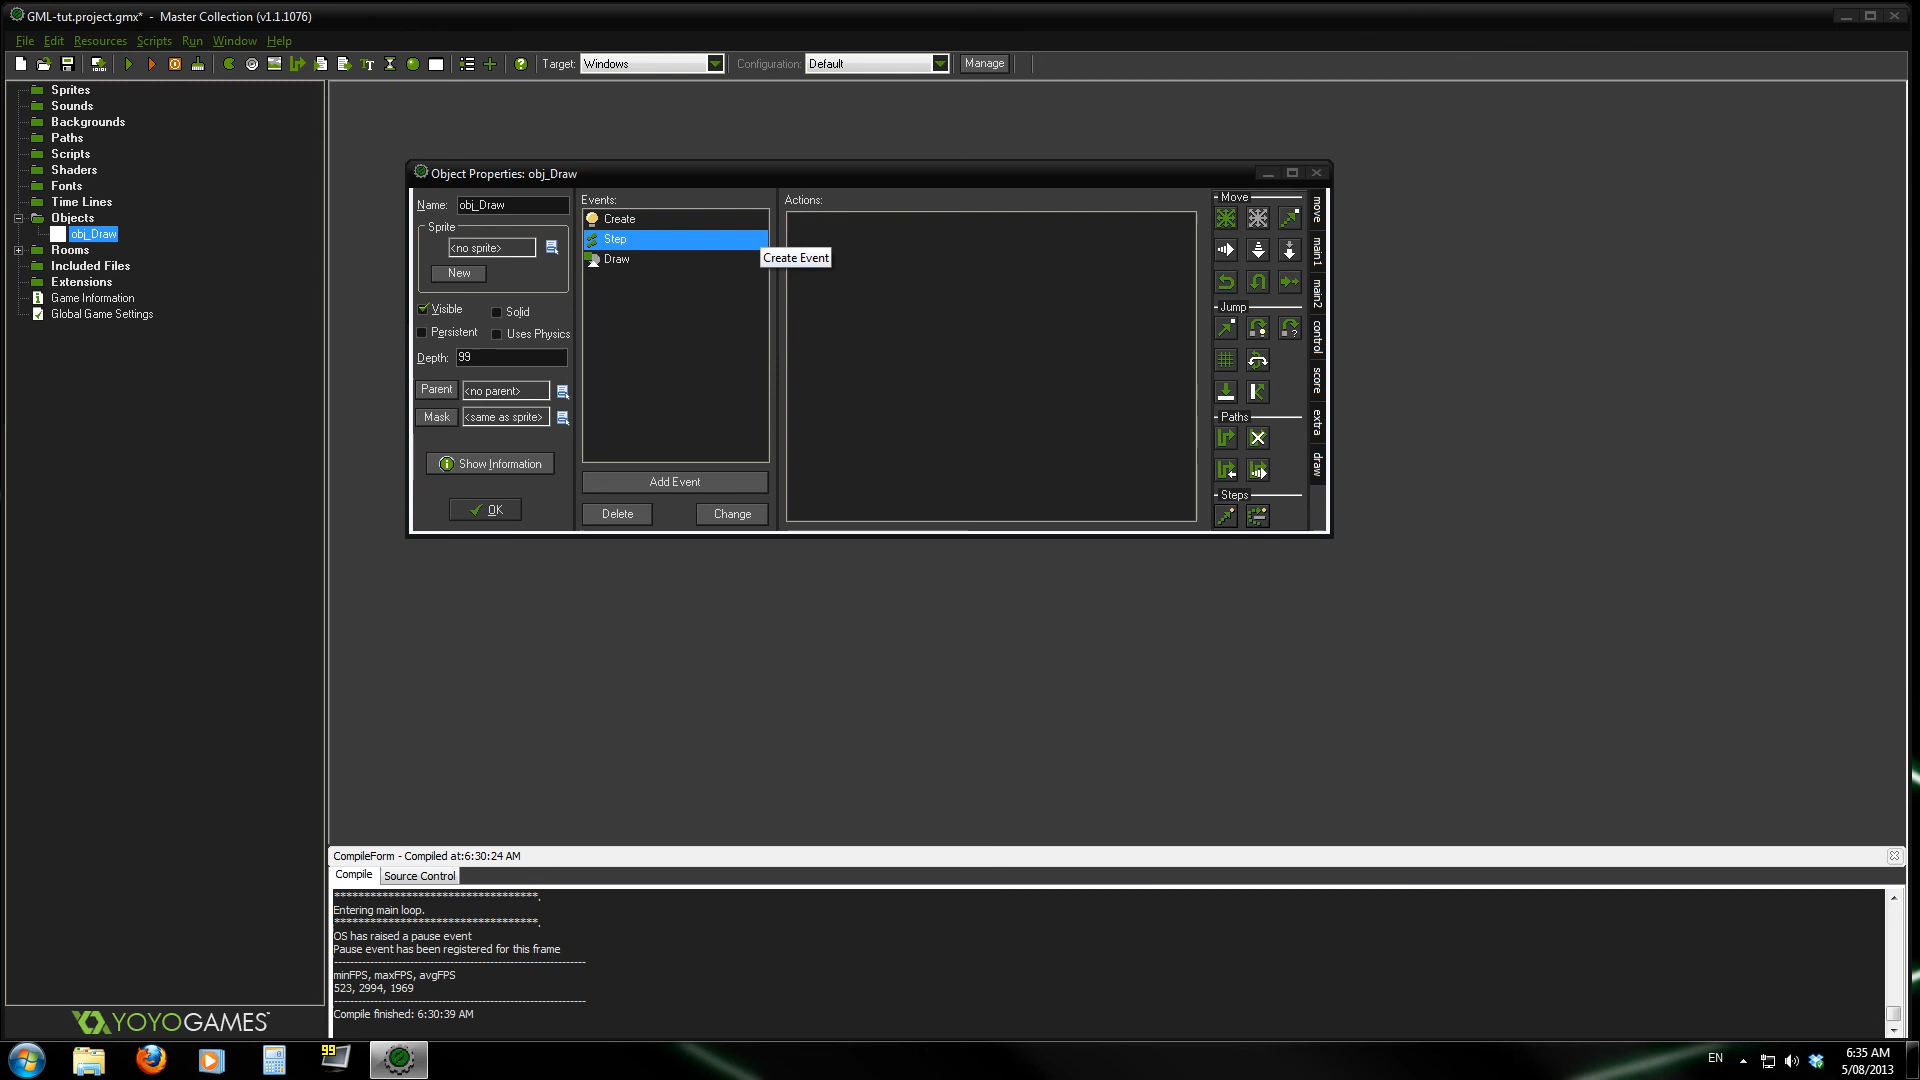 GML-tut.project.gmx*  -  Master Collection (v1.1.1076)
File Edit Resources Scripts Run Window Help
Target: Windows Configuration: Default Manage
Sprites
Sounds
Backgrounds
Paths
Scripts
Shaders
Fonts
Time Lines
Objects
obj_Draw
Rooms
Included Files
Extensions
Game Information
Global Game Settings
YOYOGAMES™
Object Properties: obj_Draw
Name: obj_Draw
Sprite
<no sprite>
New
Visible Solid
Persistent Uses Physics
Depth: 99
Parent <no parent>
Mask <same as sprite>
Show Information
OK
Events:
Create
Step
Draw
Create Event
Add Event
Delete Change
Actions:
Move
Jump
Paths
Steps
move
main1
main2
control
score
extra
draw
CompileForm - Compiled at:6:30:24 AM
Compile Source Control
***********************************.
Entering main loop.
***********************************.
OS has raised a pause event
Pause event has been registered for this frame
---------------------------------------------------------------
minFPS, maxFPS, avgFPS
523, 2994, 1969
---------------------------------------------------------------
Compile finished: 6:30:39 AM
99
EN
6:35 AM
5/08/2013